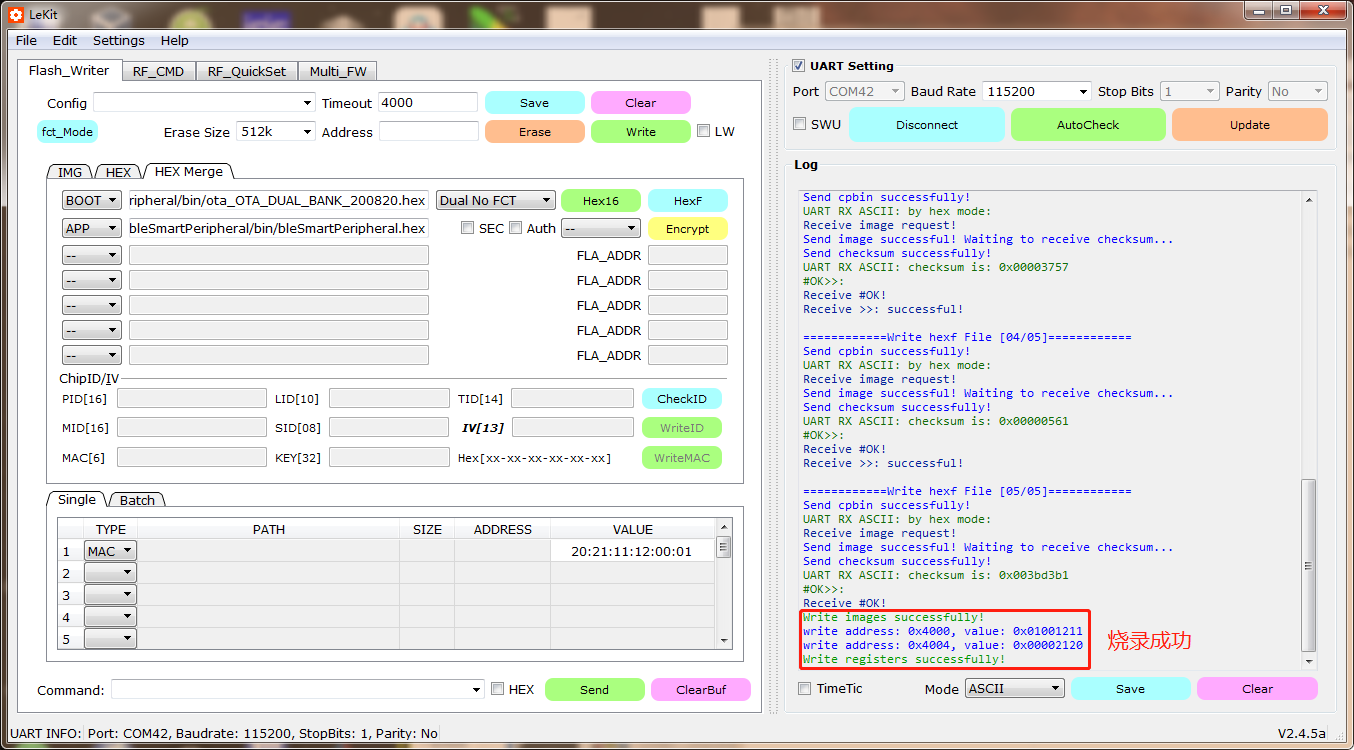 LeKit
File Edit Settings Help
Flash_Writer RF_CMD RF_QuickSet Multi_FW
Config Timeout 4000 Save Clear
fct_Mode Erase Size 512k Address Erase Write LW
IMG HEX HEX Merge
BOOT ripheral/bin/ota_OTA_DUAL_BANK_200820.hex Dual No FCT Hex16 HexF
APP bleSmartPeripheral/bin/bleSmartPeripheral.hex SEC Auth -- Encrypt
-- FLA_ADDR
-- FLA_ADDR
-- FLA_ADDR
-- FLA_ADDR
-- FLA_ADDR
ChipID/IV
PID[16] LID[10] TID[14] CheckID
MID[16] SID[08] IV[13] WriteID
MAC[6] KEY[32] Hex[xx-xx-xx-xx-xx-xx] WriteMAC
Single Batch
TYPE PATH SIZE ADDRESS VALUE
1 MAC 20:21:11:12:00:01
2
3
4
5
Command: HEX Send ClearBuf
UART Setting
Port COM42 Baud Rate 115200 Stop Bits 1 Parity No
SWU Disconnect AutoCheck Update
Log
Send cpbin successfully!
UART RX ASCII: by hex mode:
Receive image request!
Send image successful! Waiting to receive checksum...
Send checksum successfully!
UART RX ASCII: checksum is: 0x00003757
#OK>>:
Receive #OK!
Receive >>: successful!
============Write hexf File [04/05]============
Send cpbin successfully!
UART RX ASCII: by hex mode:
Receive image request!
Send image successful! Waiting to receive checksum...
Send checksum successfully!
UART RX ASCII: checksum is: 0x00000561
#OK>>:
Receive #OK!
Receive >>: successful!
============Write hexf File [05/05]============
Send cpbin successfully!
UART RX ASCII: by hex mode:
Receive image request!
Send image successful! Waiting to receive checksum...
Send checksum successfully!
UART RX ASCII: checksum is: 0x003bd3b1
#OK>>:
Receive #OK!
Write images successfully!
write address: 0x4000, value: 0x01001211
write address: 0x4004, value: 0x00002120
Write registers successfully!
烧录成功
TimeTic Mode ASCII Save Clear
UART INFO: Port: COM42, Baudrate: 115200, StopBits: 1, Parity: No V2.4.5a